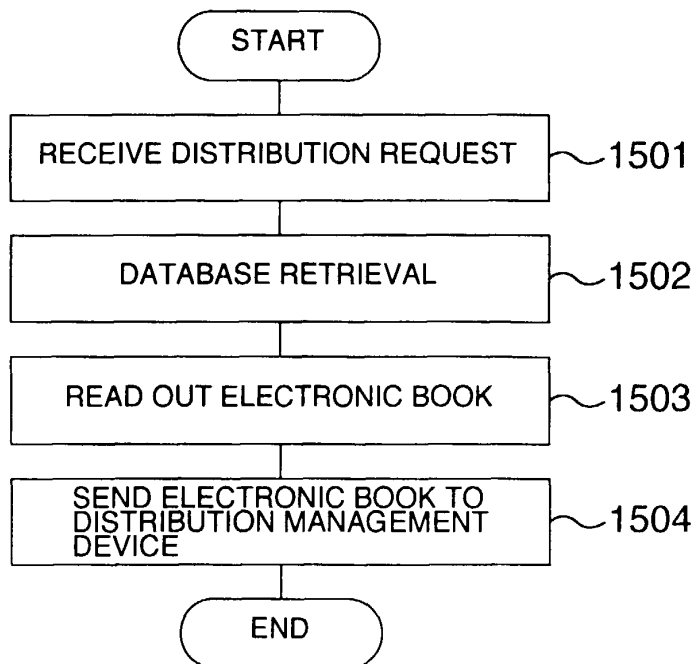 START
RECEIVE DISTRIBUTION REQUEST
1501
DATABASE RETRIEVAL
1502
READ OUT ELECTRONIC BOOK
1503
SEND ELECTRONIC BOOK TO
DISTRIBUTION MANAGEMENT
DEVICE
1504
END